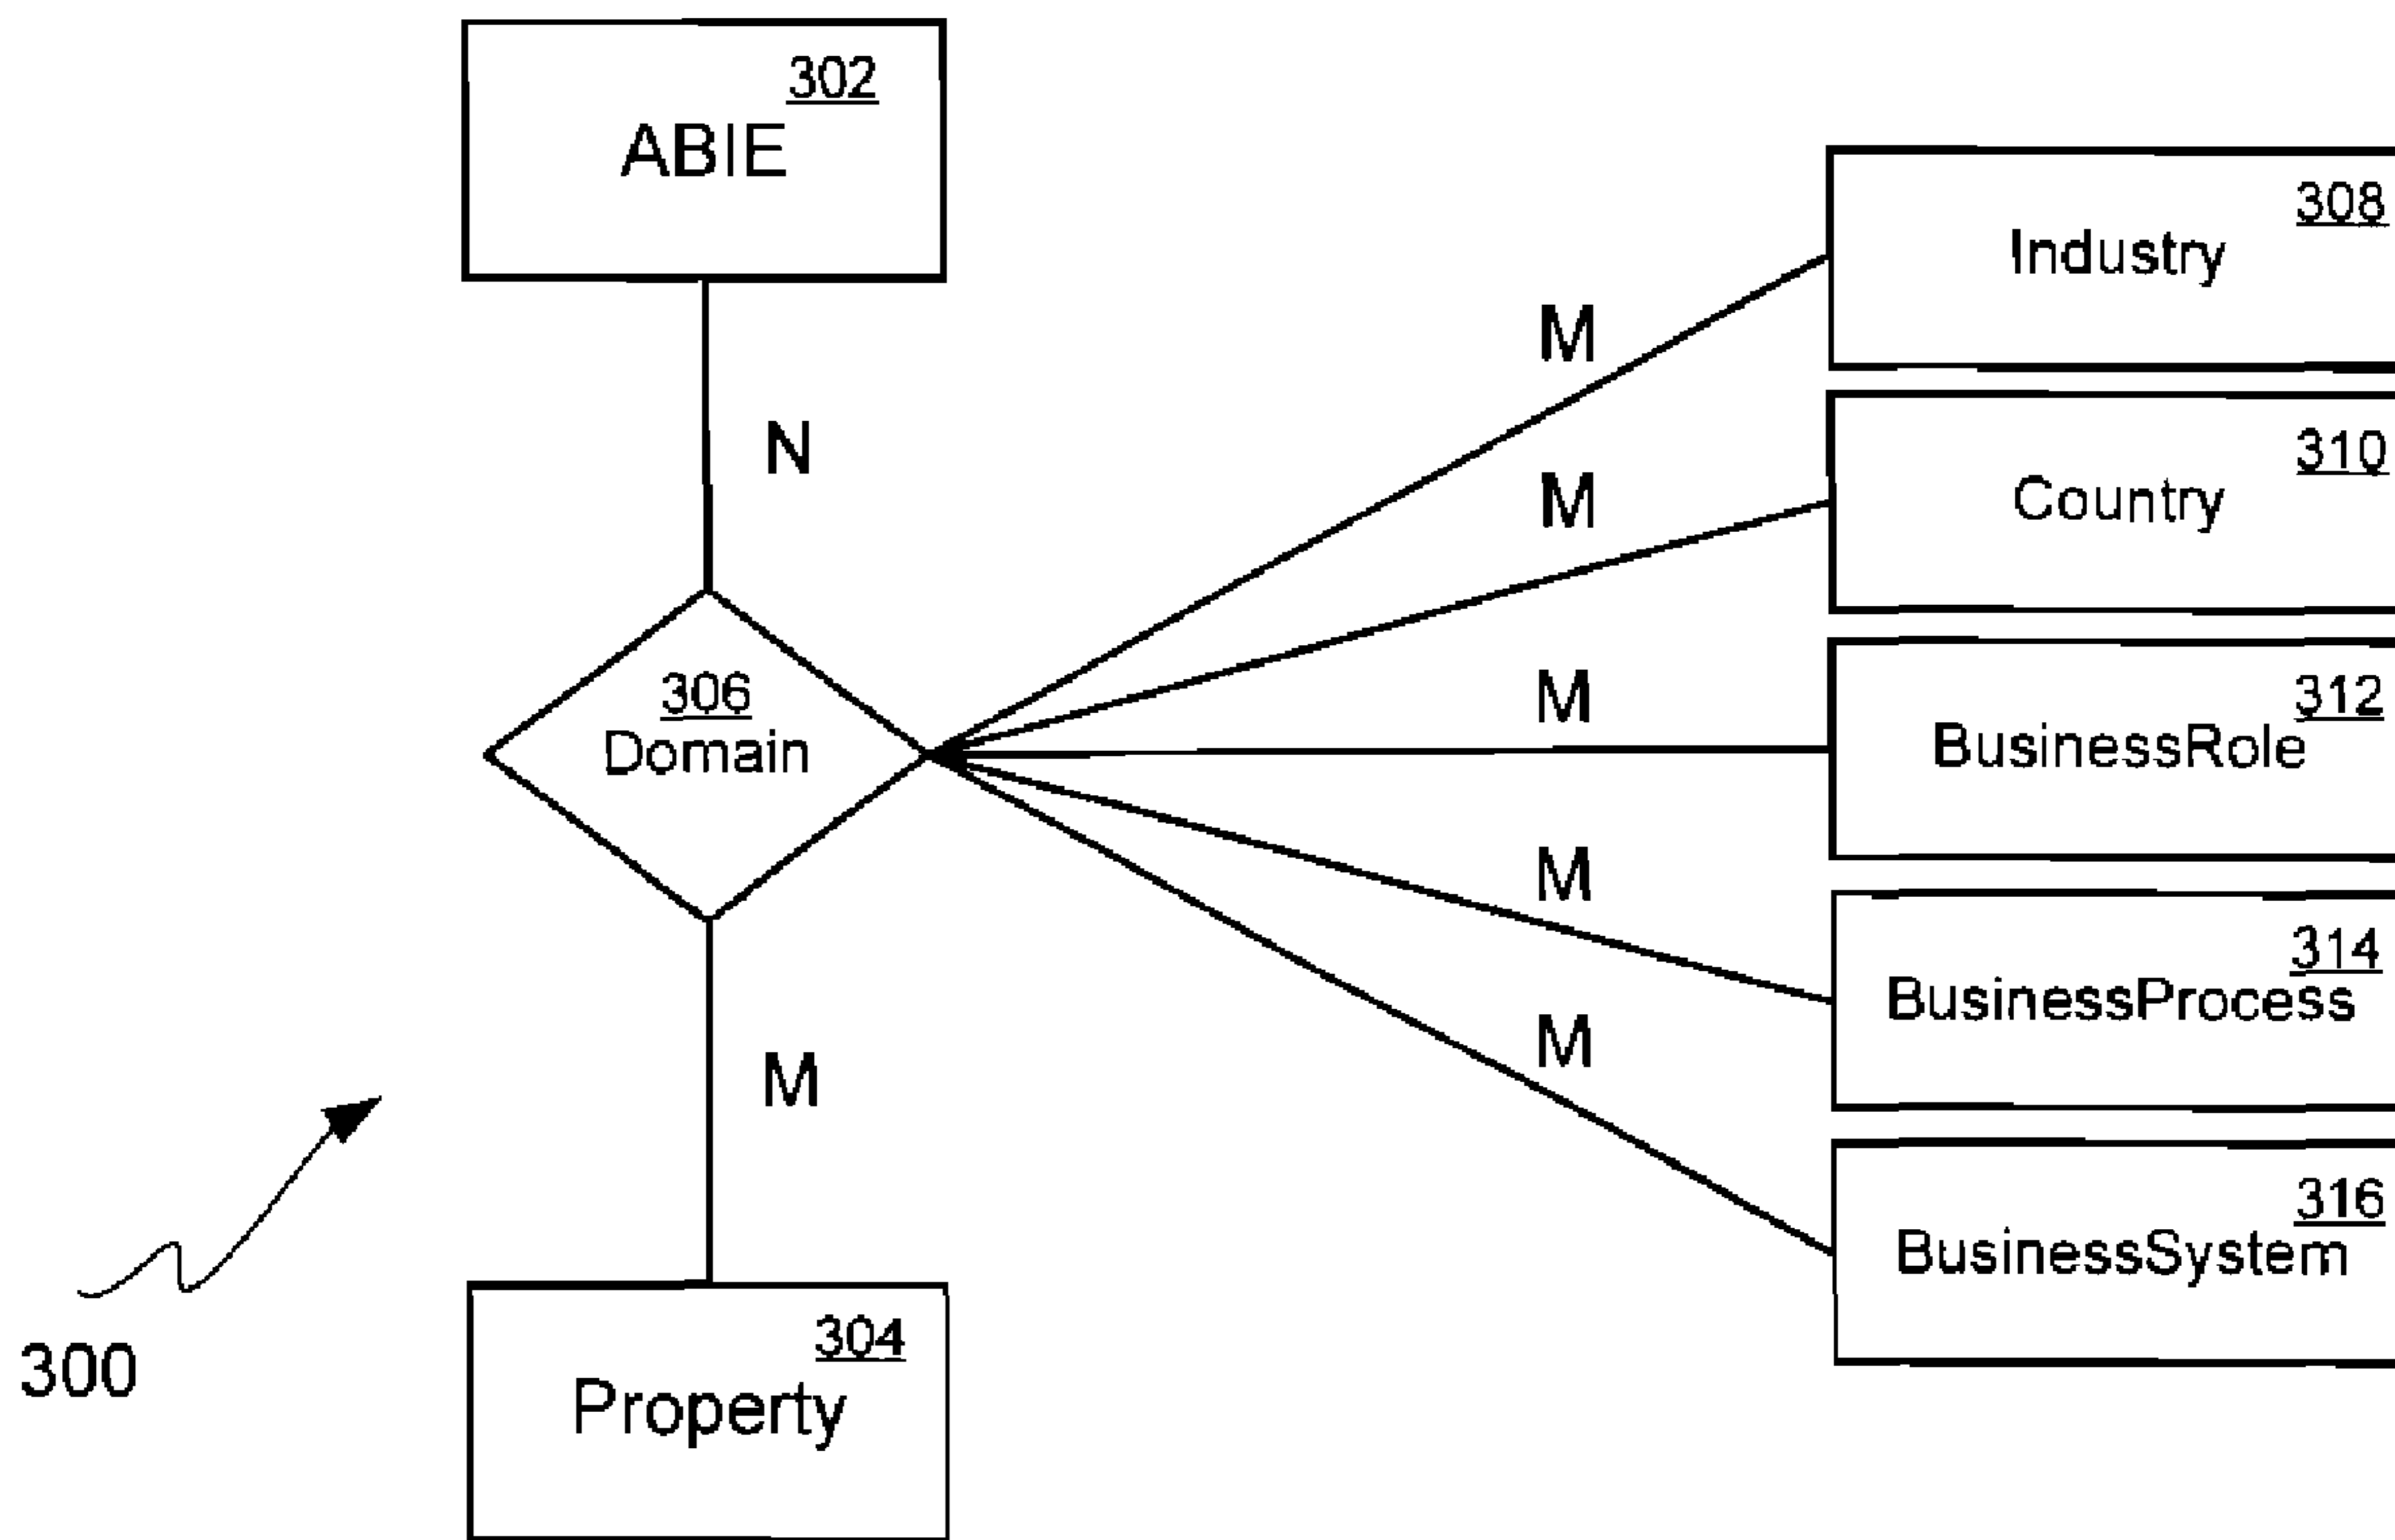 302
ABIE
308
Industry
M
310
Country
M
N
312
BusinessRole
M
306
Domain
314
BusinessProcess
M
316
BusinessSystem
M
M
304
Property
300